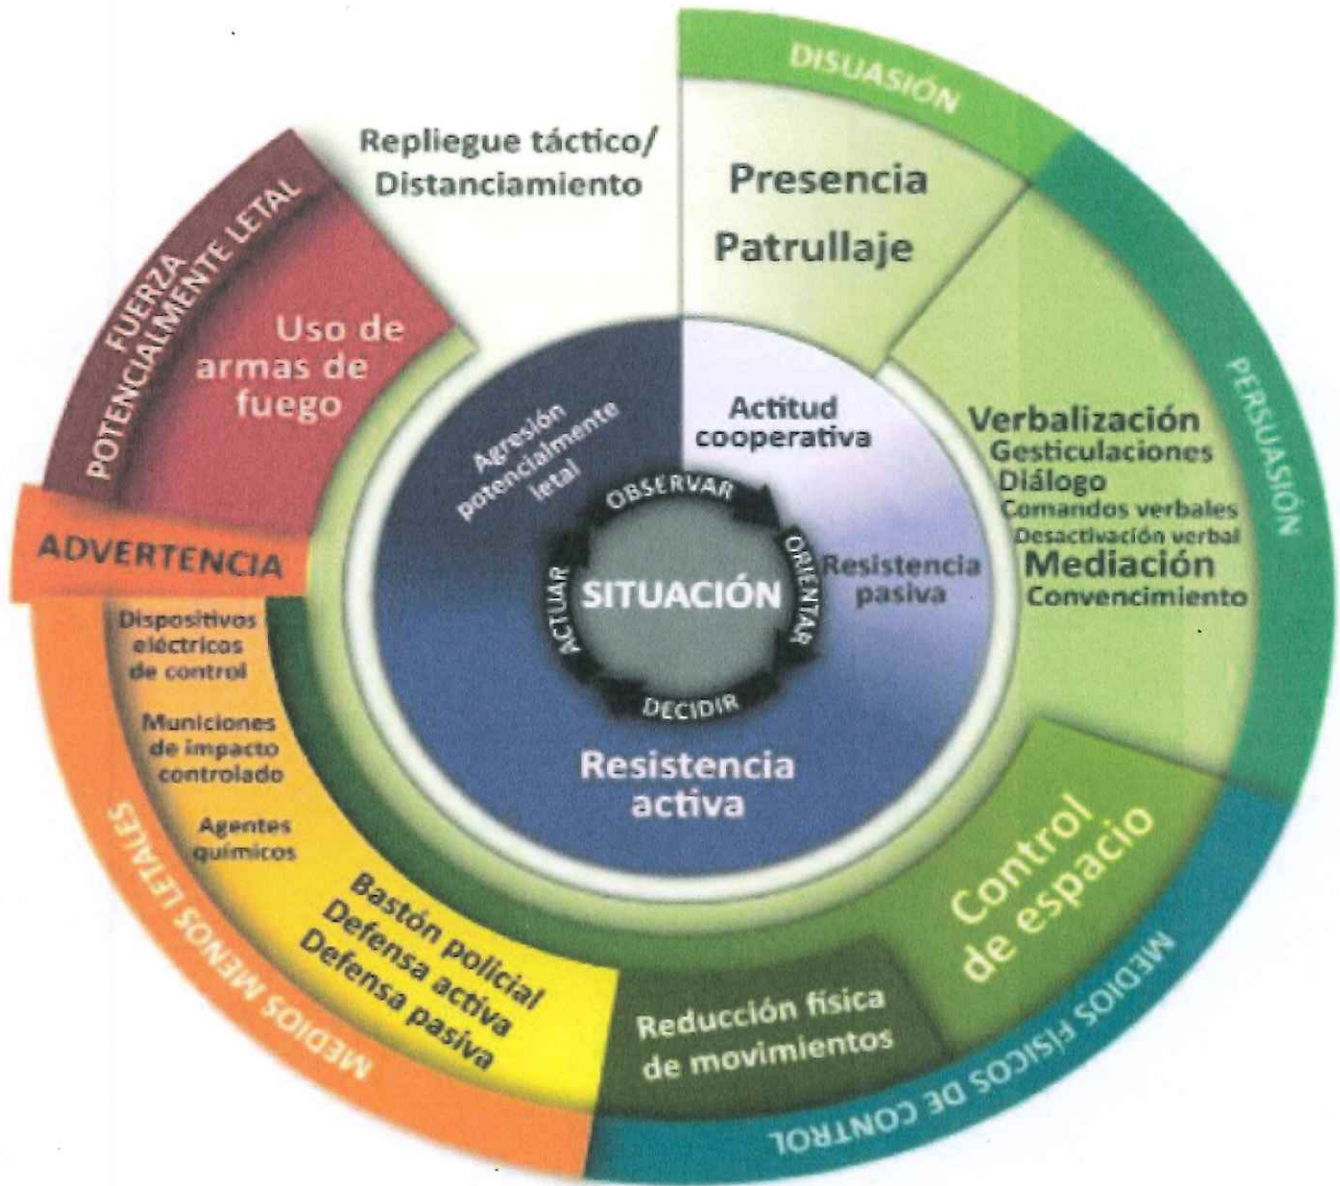 DISUASIÓN
Presencia
Patrullaje
PERSUASIÓN
Verbalización
Gesticulaciones
Diálogo
Comandos verbales
Desactivación verbal
Mediación
Convencimiento
MEDIOS FÍSICOS DE CONTROL
Control
de espacio
Reducción física
de movimientos
MEDIOS MENOS LETALES
Bastón policial
Defensa activa
Defensa pasiva
Agentes
químicos
Municiones
de impacto
controlado
Dispositivos
eléctricos
de control
ADVERTENCIA
FUERZA
POTENCIALMENTE LETAL
Uso de
armas de
fuego
Repliegue táctico/
Distanciamiento
Actitud
cooperativa
Resistencia
pasiva
Resistencia
activa
Agresión
potencialmente
letal
OBSERVAR
ORIENTAR
DECIDIR
ACTUAR
SITUACIÓN